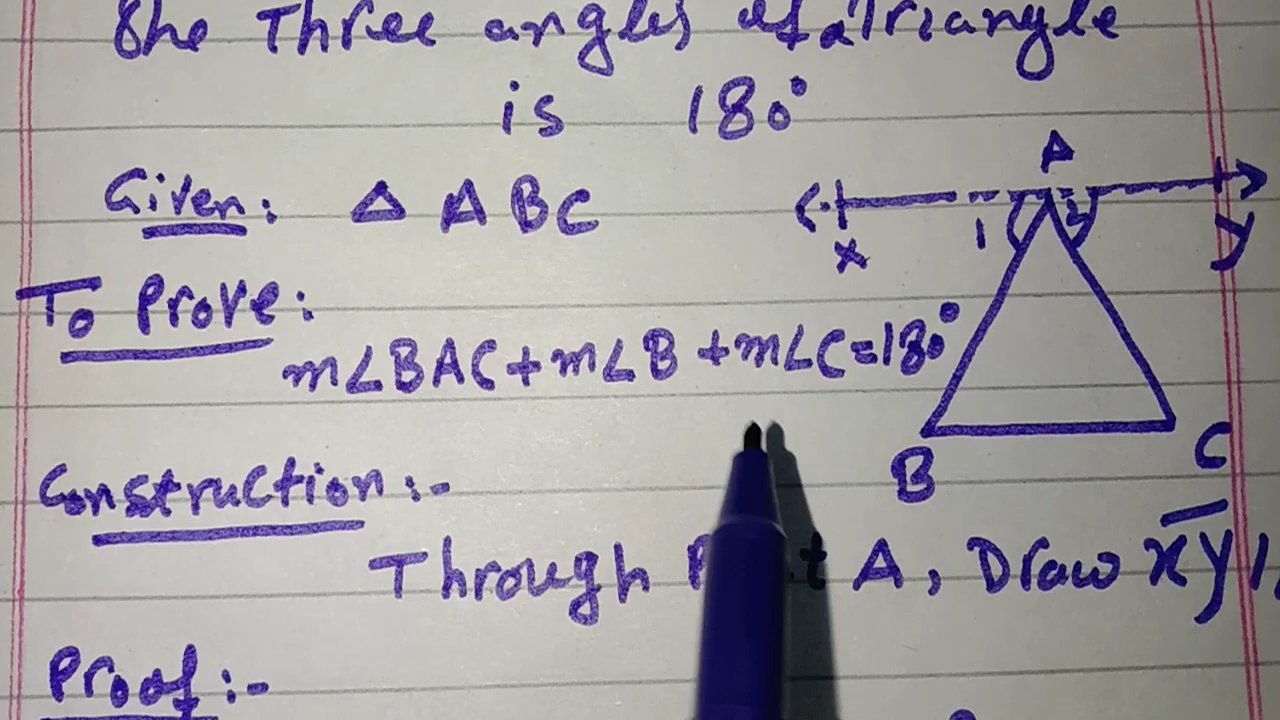 The Three angles of a Triangle
is 180°
Given: △ ABC
A
x
1
2
y
To Prove:
m∠BAC+m∠B+m∠C=180°
B
C
Construction:-
Through A, Draw xy
Proof:-